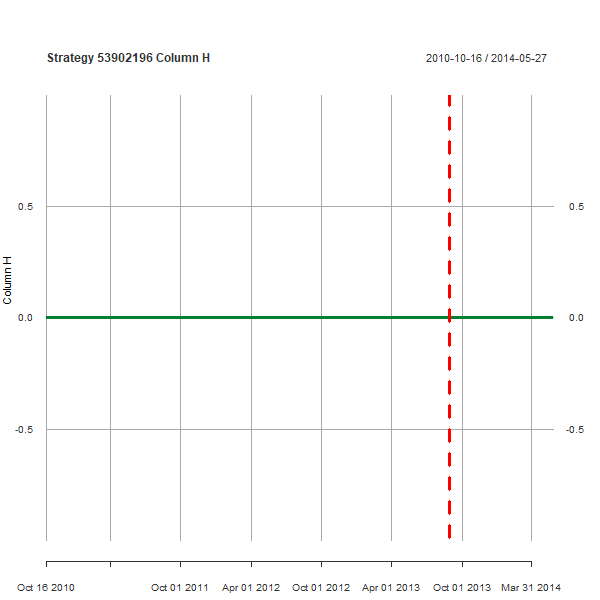 Strategy 53902196 Column H 2010-10-16 / 2014-05-27
0.5 0.5
Column H
0.0 0.0
-0.5 -0.5
Oct 16 2010 Oct 01 2011 Apr 01 2012 Oct 01 2012 Apr 01 2013 Oct 01 2013 Mar 31 2014